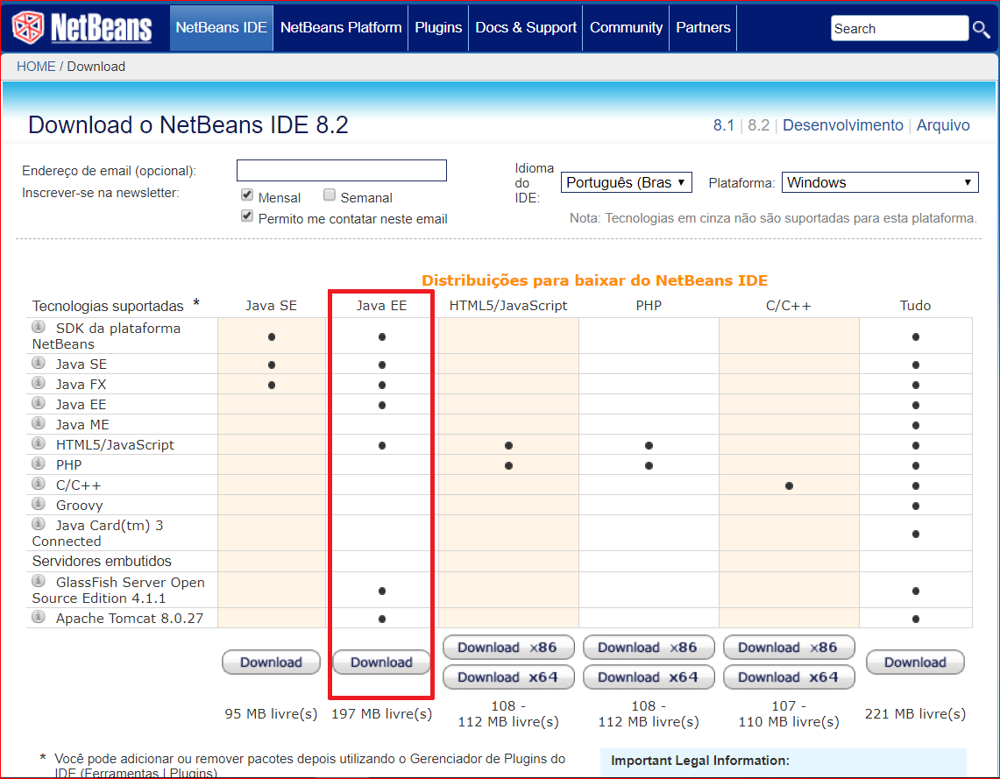 NetBeans
NetBeans IDE
NetBeans Platform
Plugins
Docs & Support
Community
Partners
Search
HOME / Download
Download o NetBeans IDE 8.2
8.1 | 8.2 | Desenvolvimento | Arquivo
Endereço de email (opcional):
Inscrever-se na newsletter:
Mensal
Semanal
Permito me contatar neste email
Idioma
do
IDE:
Português (Bras
Plataforma:
Windows
Nota: Tecnologias em cinza não são suportadas para esta plataforma.
Distribuições para baixar do NetBeans IDE
Tecnologias suportadas * Java SE Java EE HTML5/JavaScript PHP C/C++ Tudo
SDK da plataforma
NetBeans
Java SE
Java FX
Java EE
Java ME
HTML5/JavaScript
PHP
C/C++
Groovy
Java Card(tm) 3
Connected
Servidores embutidos
GlassFish Server Open
Source Edition 4.1.1
Apache Tomcat 8.0.27
Download
Download
Download x86
Download x86
Download x86
Download x64
Download x64
Download x64
Download
95 MB livre(s)
197 MB livre(s)
108 -
112 MB livre(s)
108 -
112 MB livre(s)
107 -
110 MB livre(s)
221 MB livre(s)
* Você pode adicionar ou remover pacotes depois utilizando o Gerenciador de Plugins do
IDE (Ferramentas | Plugins)
Important Legal Information: